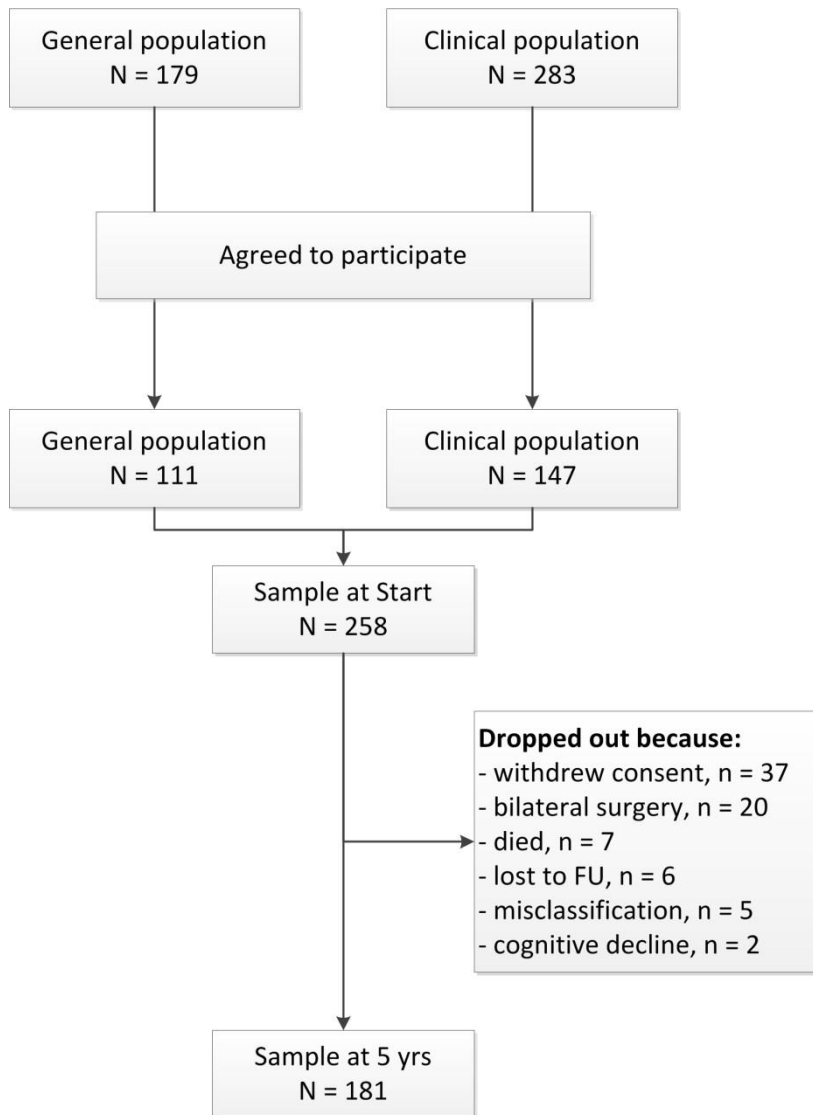 General population
N = 179
Clinical population
N = 283
Agreed to participate
General population
N = 111
Clinical population
N = 147
Sample at Start
N = 258
Dropped out because:
- withdrew consent, n = 37
- bilateral surgery, n = 20
- died, n = 7
- lost to FU, n = 6
- misclassification, n = 5
- cognitive decline, n = 2
Sample at 5 yrs
N = 181